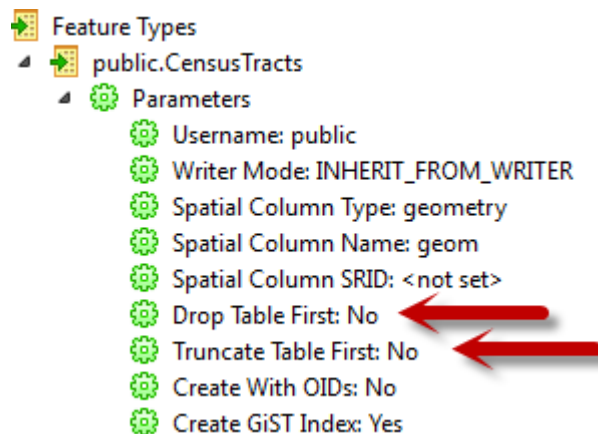 Feature Types
public.CensusTracts
Parameters
Username: public
Writer Mode: INHERIT_FROM_WRITER
Spatial Column Type: geometry
Spatial Column Name: geom
Spatial Column SRID: <not set>
Drop Table First: No
Truncate Table First: No
Create With OIDs: No
Create GiST Index: Yes